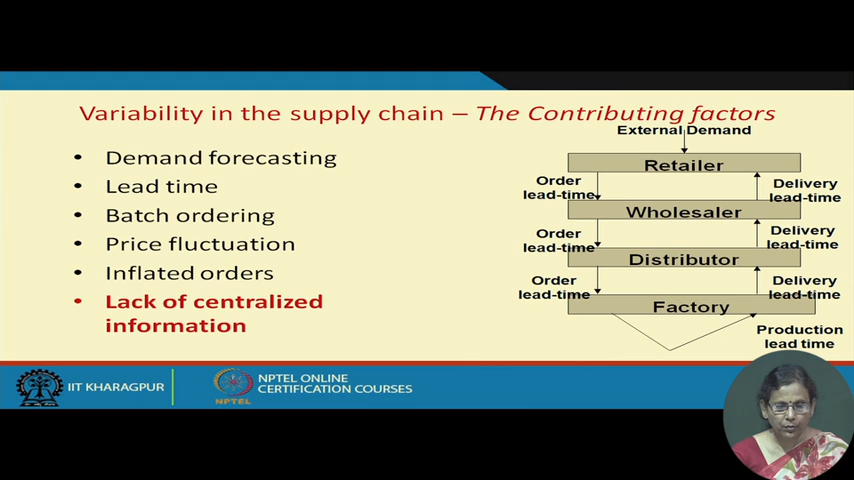 Variability in the supply chain – The Contributing factors
• Demand forecasting
• Lead time
• Batch ordering
• Price fluctuation
• Inflated orders
• Lack of centralized
information
External Demand
Retailer
Order
lead-time
Delivery
lead-time
Wholesaler
Order
lead-time
Delivery
lead-time
Distributor
Order
lead-time
Delivery
lead-time
Factory
Production
lead time
IIT KHARAGPUR
NPTEL
NPTEL ONLINE
CERTIFICATION COURSES